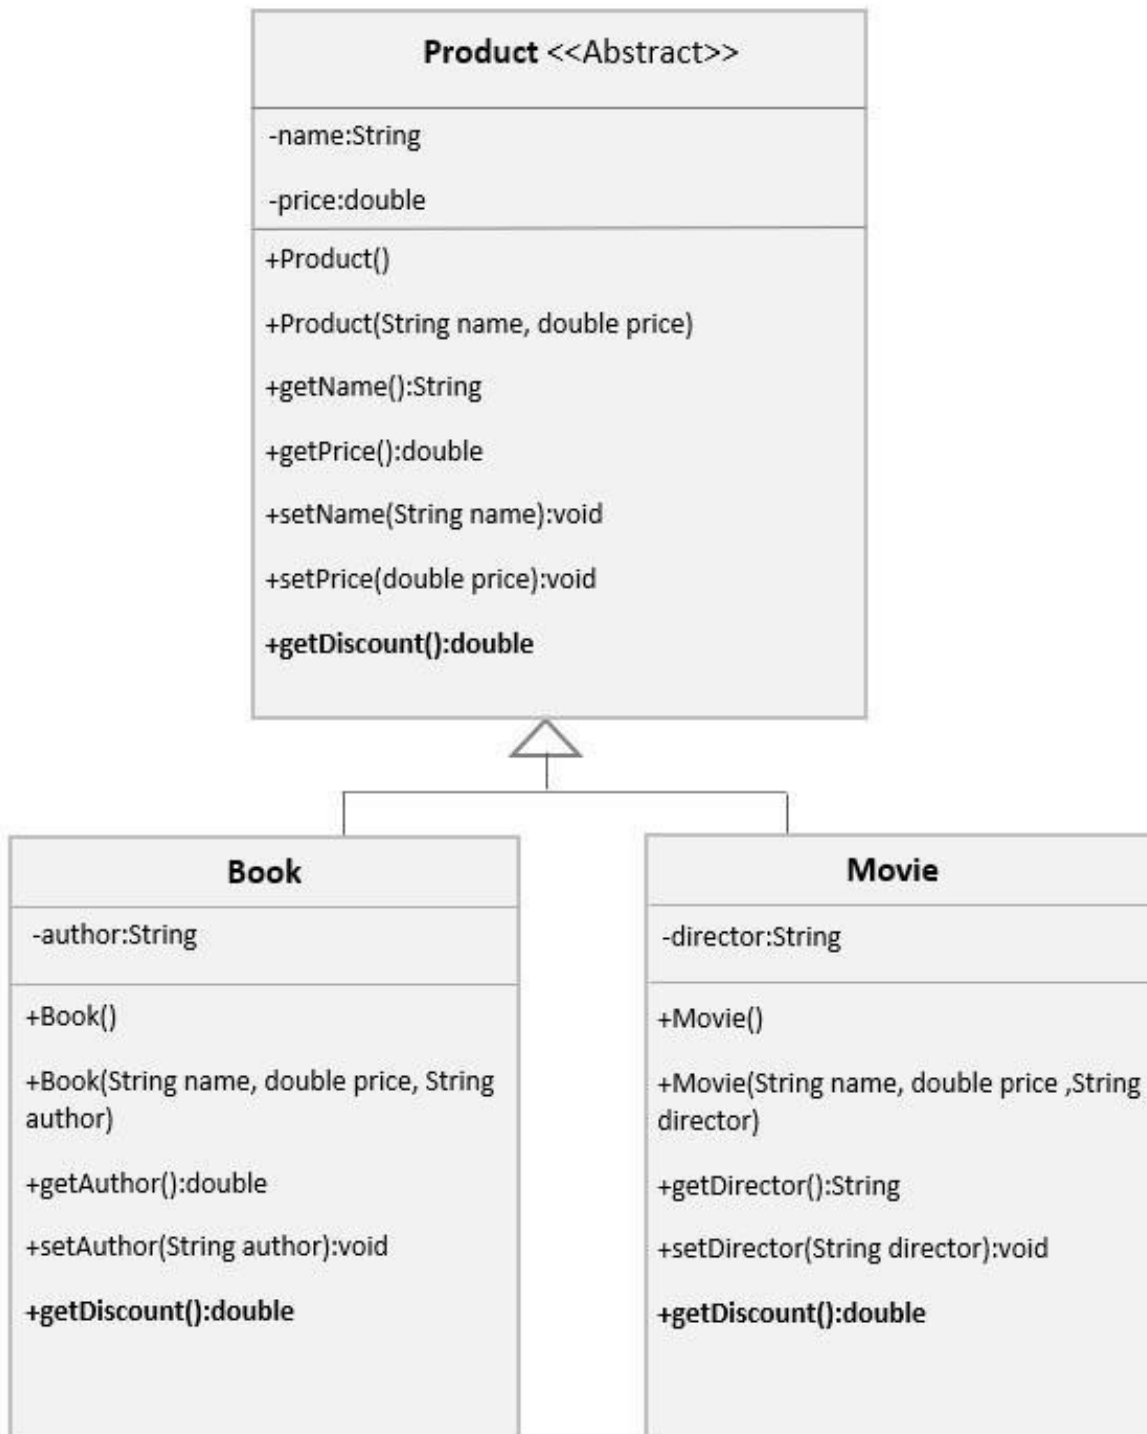 Product <<Abstract>>
-name:String
-price:double
+Product()
+Product(String name, double price)
+getName():String
+getPrice():double
+setName(String name):void
+setPrice(double price):void
+getDiscount():double
Book
-author:String
+Book()
+Book(String name, double price, String
author)
+getAuthor():double
+setAuthor(String author):void
+getDiscount():double
Movie
-director:String
+Movie()
+Movie(String name, double price ,String
director)
+getDirector():String
+setDirector(String director):void
+getDiscount():double